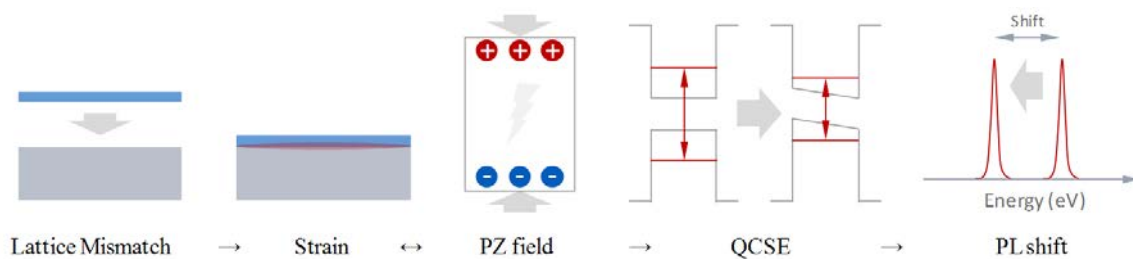 Shift
+ + +
- - -
Energy (eV)
Lattice Mismatch → Strain ↔ PZ field → QCSE → PL shift